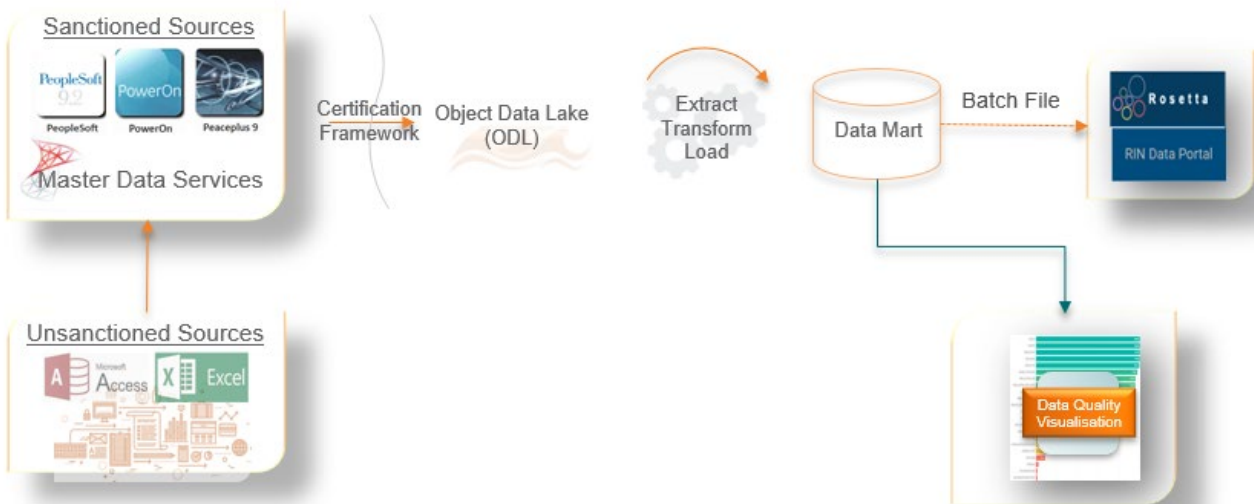 Sanctioned Sources
PeopleSoft
9.2
PowerOn
PeopleSoft
PowerOn
Peaceplus 9
Master Data Services
Certification
Framework
Object Data Lake
(ODL)
Extract
Transform
Load
Data Mart
Batch File
Rosetta
RIN Data Portal
Unsanctioned Sources
A
Microsoft
Access
X
Excel
Data Quality
Visualisation